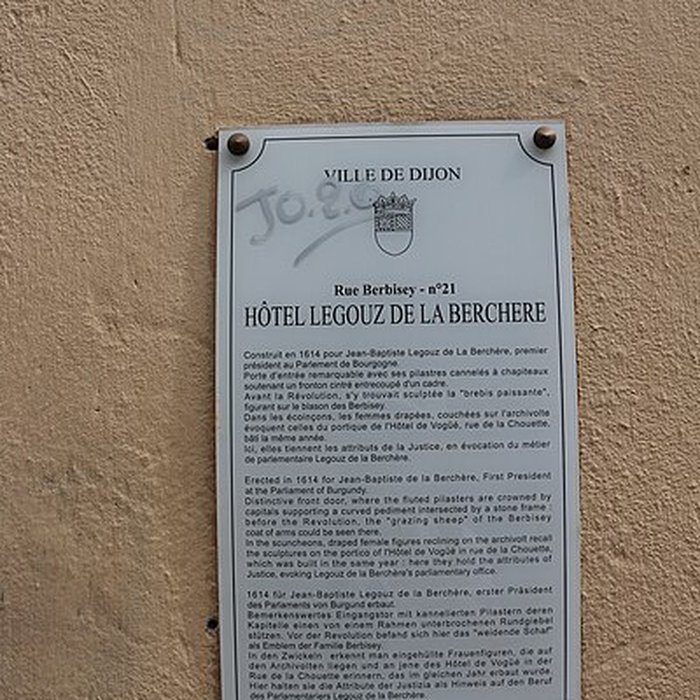 VILLE DE DIJON
JO.2.0
Rue Berbisey - n°21
HÔTEL LEGOUZ DE LA BERCHERE
Construit en 1614 pour Jean-Baptiste Legouz de La Berchère, premier
président au Parlement de Bourgogne.
Porte d'entrée remarquable avec ses pilastres cannelés à chapiteaux
soutenant un fronton cintré entrecoupé d'un cadre.
Avant la Révolution, s'y trouvait sculptée la "brebis paissante",
figurant sur le blason des Berbisey.
Dans les écoinçons, les femmes drapées, couchées sur l'archivolte
évoquent celles du portique de l'Hôtel de Vogüé, rue de la Chouette,
bâti la même année.
Ici, elles tiennent les attributs de la Justice, en évocation du métier
de parlementaire Legouz de la Berchère.
Erected in 1614 for Jean-Baptiste de la Berchère, First President
at the Parliament of Burgundy.
Distinctive front door, where the fluted pilasters are crowned by
capitals supporting a curved pediment intersected by a stone frame :
before the Revolution, the "grazing sheep" of the Berbisey
coat of arms could be seen there.
In the scuncheons, draped female figures reclining on the archivolt recall
the sculptures on the portico of l'Hôtel de Vogüé in rue de la Chouette,
which was built in the same year : here they hold the attributes of
Justice, evoking Legouz de la Berchère's parliamentary office.
1614 für Jean-Baptiste Legouz de la Berchère, erster Präsident
des Parlaments von Burgund erbaut.
Bemerkenswertes Eingangstor mit kannelierten Pilastern deren
Kapitelle einen von einem Rahmen unterbrochenen Rundgiebel
stützen. Vor der Revolution befand sich hier das "weidende Schaf"
als Emblem der Familie Berbisey.
In den Zwickeln erkennt man eingehüllte Frauenfiguren, die auf
den Archivolten liegen und an jene des Hôtel de Vogüé in der
Rue de la Chouette erinnern, das im gleichen Jahr erbaut wurde.
Hier halten sie die Attribute der Justizia als Hinweis auf den Beruf
des Parlamentariers Legouz de la Berchère.